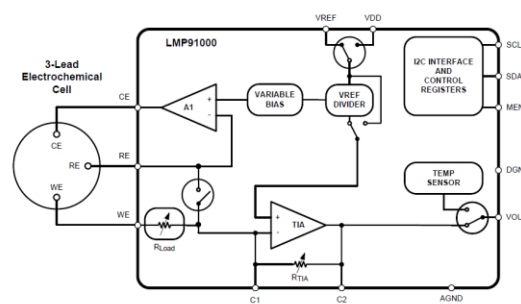 VREF
VDD
LMP91000
3-Lead
Electrochemical
Cell
SCL
I2C INTERFACE
AND
CONTROL
REGISTERS
SDA
CE
A1
+
-
VARIABLE
BIAS
VREF
DIVIDER
CE
RE
WE
RE
DGN
TEMP
SENSOR
WE
RLoad
+
-
TIA
VOU
RTIA
C1
C2
AGND